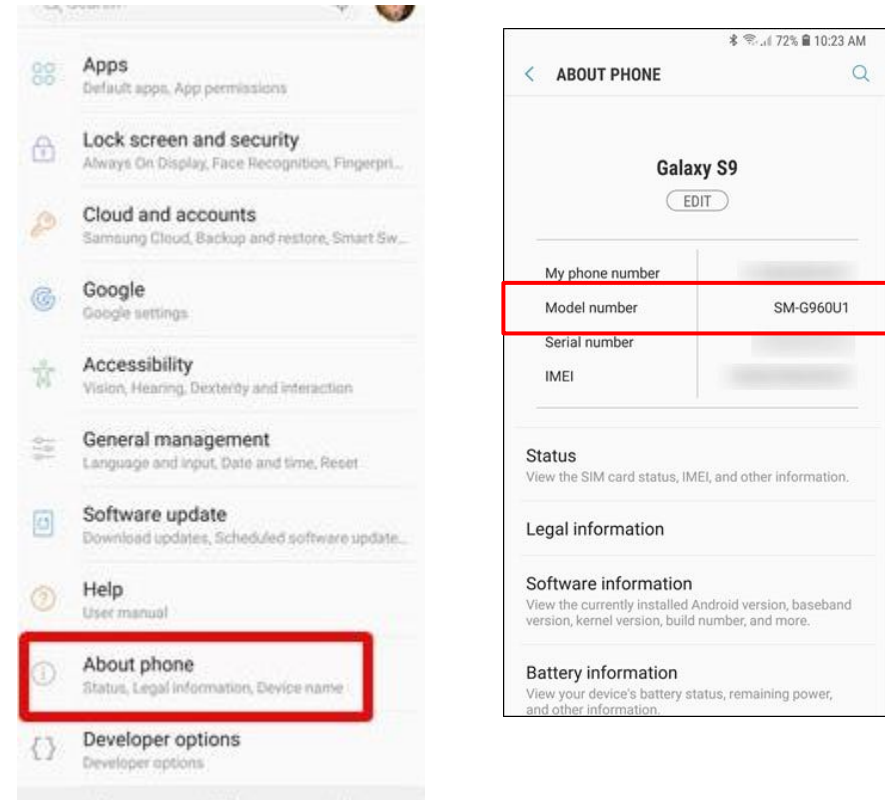 Apps
Default apps, App permissions
Lock screen and security
Always On Display, Face Recognition, Fingerpri...
Cloud and accounts
Samsung Cloud, Backup and restore, Smart Sw...
Google
Google settings
Accessibility
Vision, Hearing, Dexterity and interaction
General management
Language and input, Date and time, Reset
Software update
Download updates, Scheduled software update...
Help
User manual
About phone
Status, Legal information, Device name
Developer options
Developer options
72% 10:23 AM
ABOUT PHONE
Galaxy S9
EDIT
My phone number
Model number SM-G960U1
Serial number
IMEI
Status
View the SIM card status, IMEI, and other information.
Legal information
Software information
View the currently installed Android version, baseband
version, kernel version, build number, and more.
Battery information
View your device's battery status, remaining power,
and other information.